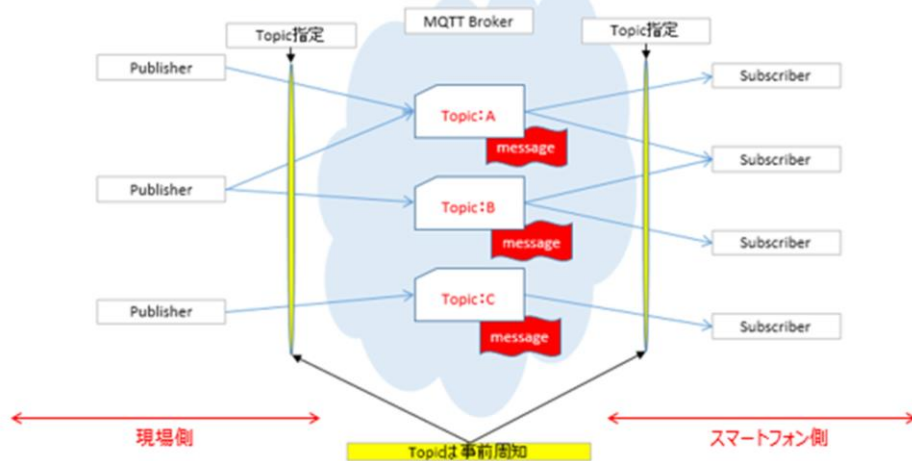 MQTT Broker
Topic指定
Topic指定
Publisher
Subscriber
Topic:A
message
Subscriber
Publisher
Topic:B
message
Subscriber
Topic:C
Publisher
Subscriber
message
現場側
スマートフォン側
Topicは事前周知